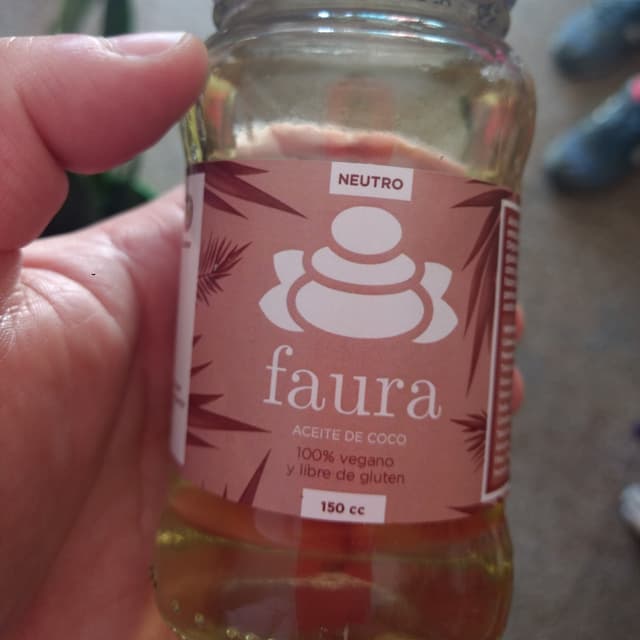 NEUTRO
faura
ACEITE DE COCO
100% vegano
y libre de gluten
150 cc